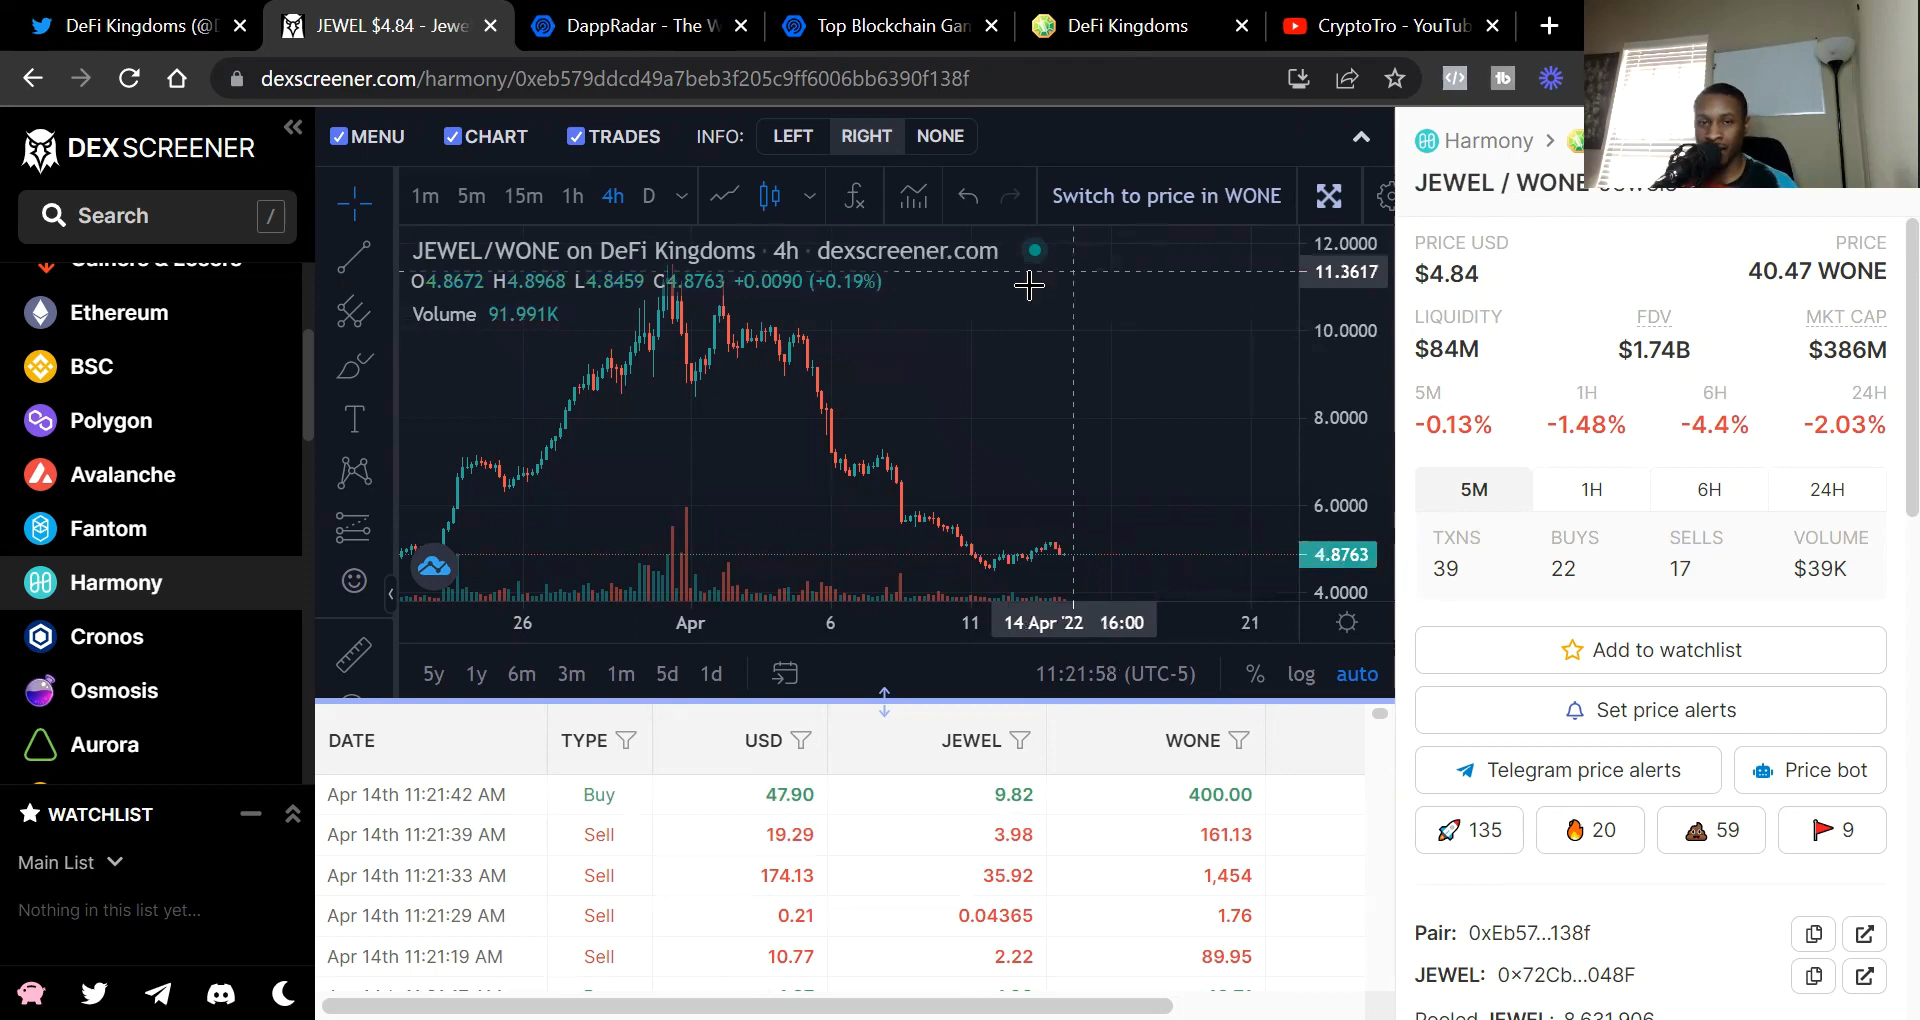 DeFi Kingdoms (@D
JEWEL $4.84 - Jewe
DappRadar - The W
Top Blockchain Gan
DeFi Kingdoms
CryptoTro - YouTub
dexscreener.com/harmony/0xeb579ddcd49a7beb3f205c9ff6006bb6390f138f
DEX SCREENER
Search /
Ethereum
BSC
Polygon
Avalanche
Fantom
Harmony
Cronos
Osmosis
Aurora
WATCHLIST
Main List
Nothing in this list yet...
MENU CHART TRADES INFO: LEFT RIGHT NONE
1m 5m 15m 1h 4h D
Switch to price in WONE
JEWEL/WONE on DeFi Kingdoms · 4h · dexscreener.com
O4.8672 H4.8968 L4.8459 C4.8763 +0.0090 (+0.19%)
Volume 91.991K
12.0000
11.3617
10.0000
8.0000
6.0000
4.8763
4.0000
26 Apr 6 11 14 Apr '22 16:00 21
5y 1y 6m 3m 1m 5d 1d 11:21:58 (UTC-5) % log auto
DATE TYPE USD JEWEL WONE
Apr 14th 11:21:42 AM Buy 47.90 9.82 400.00
Apr 14th 11:21:39 AM Sell 19.29 3.98 161.13
Apr 14th 11:21:33 AM Sell 174.13 35.92 1,454
Apr 14th 11:21:29 AM Sell 0.21 0.04365 1.76
Apr 14th 11:21:19 AM Sell 10.77 2.22 89.95
Harmony >
JEWEL / WONE
PRICE USD PRICE
$4.84 40.47 WONE
LIQUIDITY FDV MKT CAP
$84M $1.74B $386M
5M 1H 6H 24H
-0.13% -1.48% -4.4% -2.03%
5M 1H 6H 24H
TXNS BUYS SELLS VOLUME
39 22 17 $39K
Add to watchlist
Set price alerts
Telegram price alerts Price bot
135 20 59 9
Pair: 0xEb57...138f
JEWEL: 0x72Cb...048F
Pooled JEWEL: 8,631,906